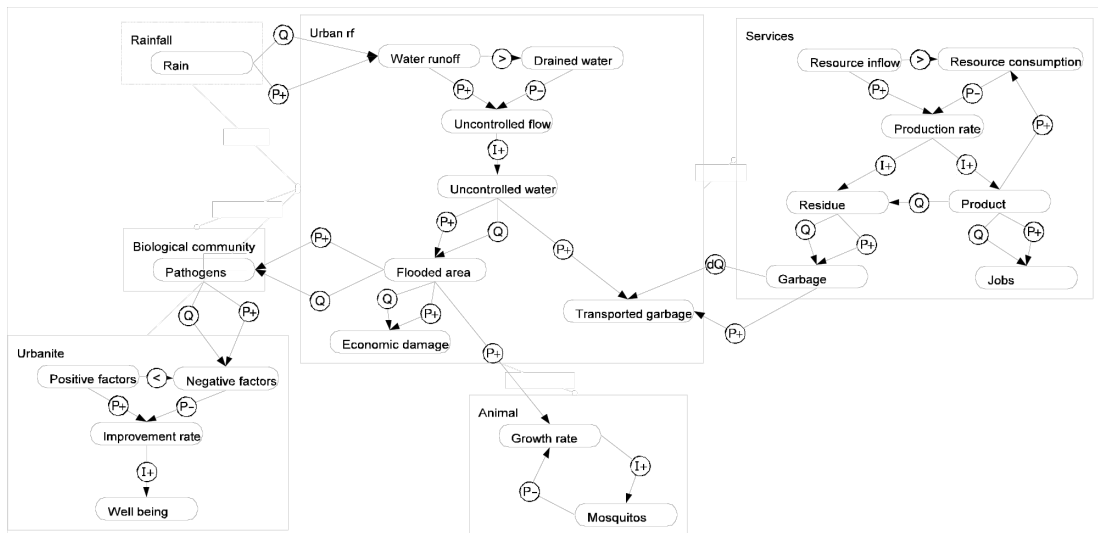 Rainfall
Rain
Q
P+
Urban rf
Water runoff
>
Drained water
P+
P-
Uncontrolled flow
I+
Uncontrolled water
P+
Q
P+
Services
Resource inflow
>
Resource consumption
P+
P-
P+
Production rate
I+
I+
Residue
Q
Product
Q
P+
Q
P+
Garbage
Jobs
dQ
P+
Biological community
Pathogens
P+
Q
Flooded area
Q
P+
Economic damage
Transported garbage
P+
Q
P+
Urbanite
Positive factors
<
Negative factors
P+
P-
Improvement rate
I+
Well being
Animal
Growth rate
P-
I+
Mosquitos